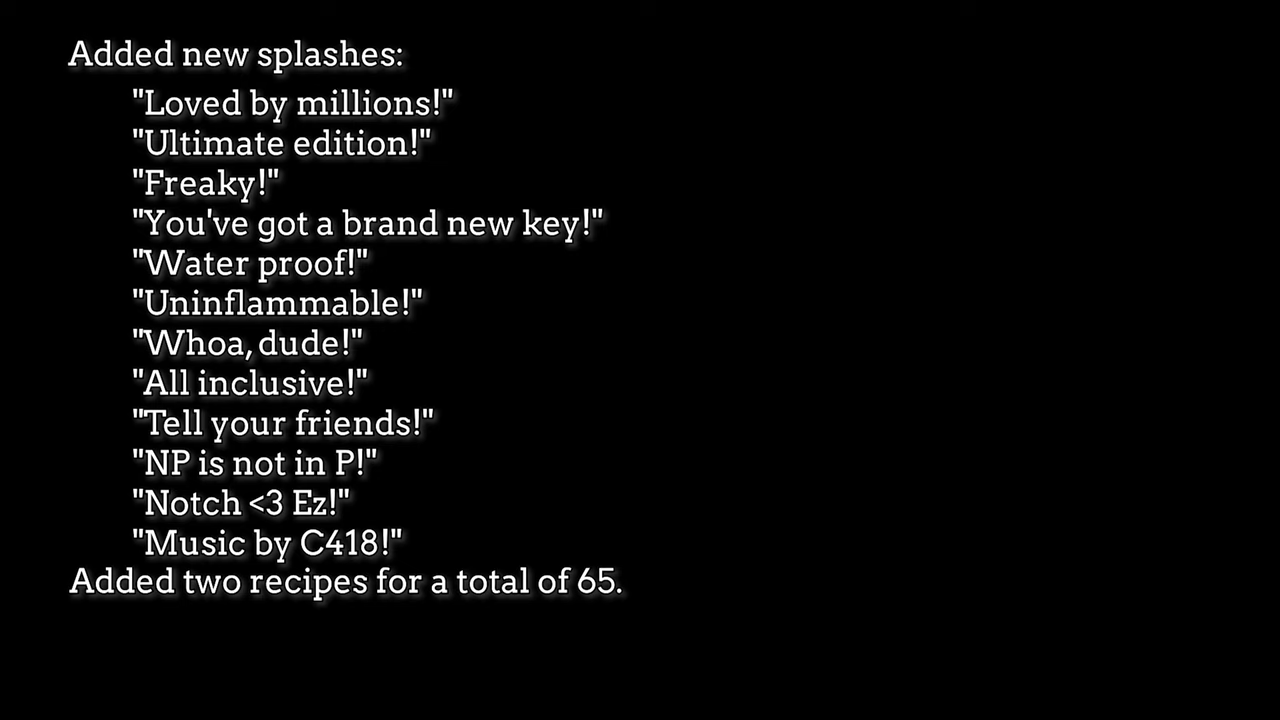 Added new splashes:
"Loved by millions!"
"Ultimate edition!"
"Freaky!"
"You've got a brand new key!"
"Water proof!"
"Uninflammable!"
"Whoa, dude!"
"All inclusive!"
"Tell your friends!"
"NP is not in P!"
"Notch <3 Ez!"
"Music by C418!"
Added two recipes for a total of 65.